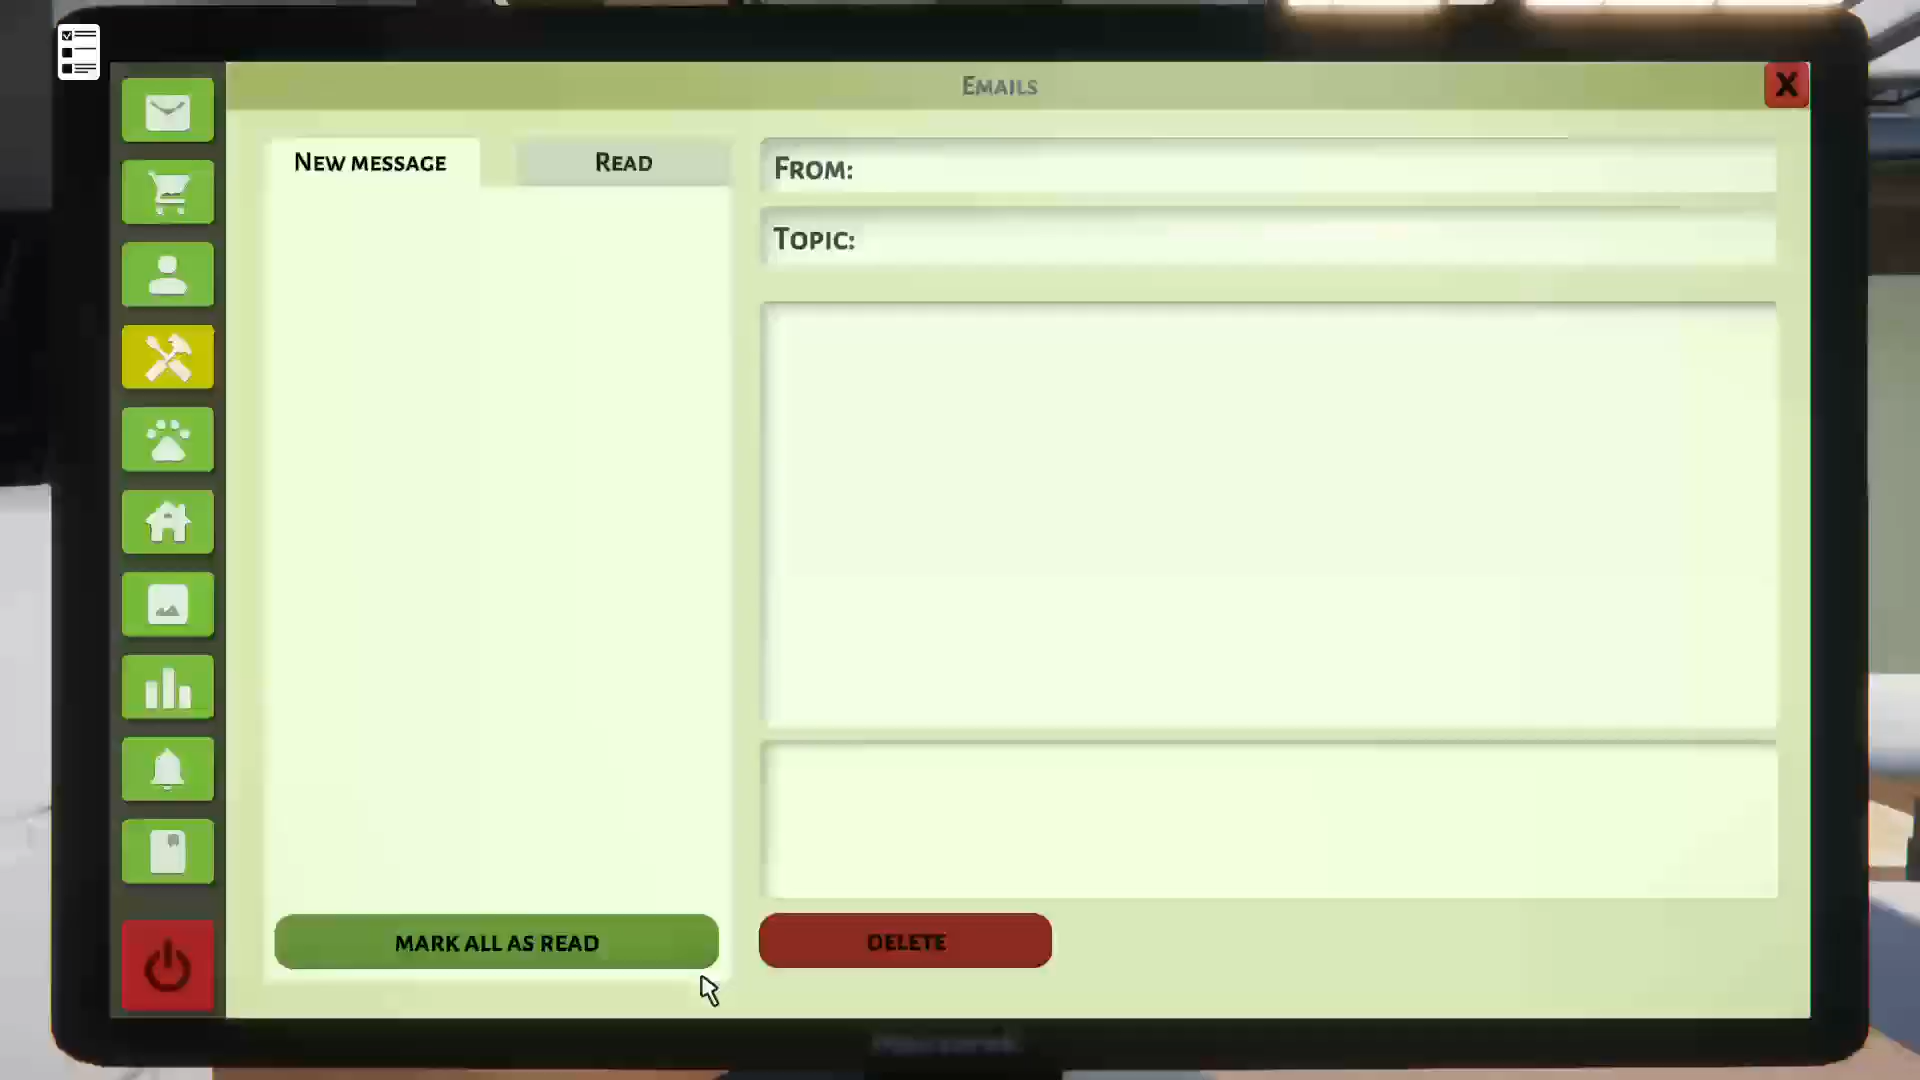 Emails
New message
Read
From:
Topic:
Mark all as read
Delete